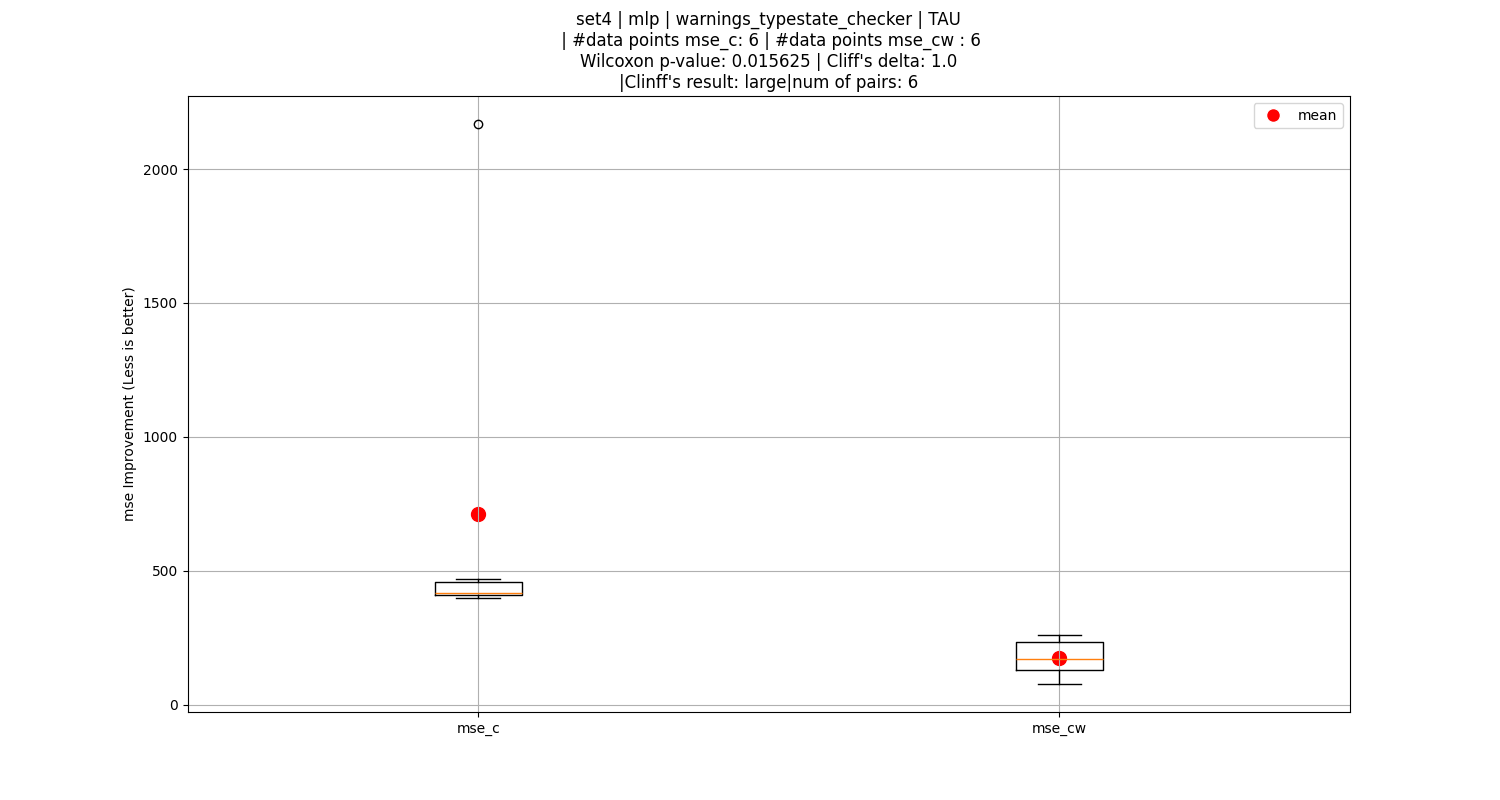 set4 | mlp | warnings_typestate_checker | TAU
| #data points mse_c: 6 | #data points mse_cw : 6
Wilcoxon p-value: 0.015625 | Cliff's delta: 1.0
|Clinff's result: large|num of pairs: 6
mean
mse Improvement (Less is better)
2000
1500
1000
500
0
mse_c
mse_cw